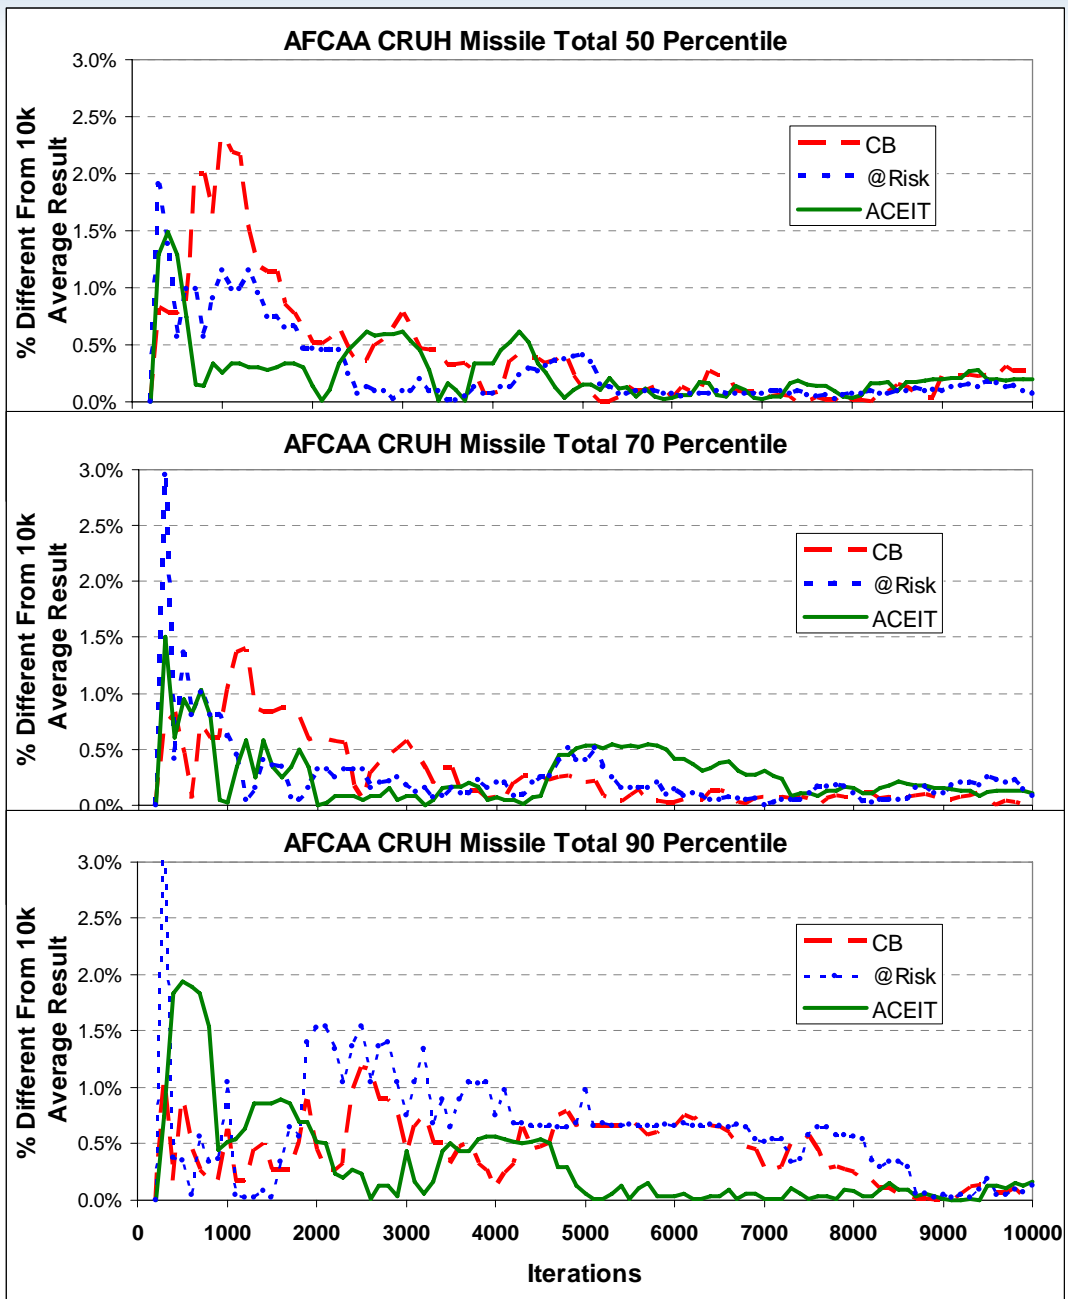 AFCAA CRUH Missile Total 50 Percentile
% Different From 10k
Average Result
3.0%
2.5%
2.0%
1.5%
1.0%
0.5%
0.0%
CB
@Risk
ACEIT
AFCAA CRUH Missile Total 70 Percentile
% Different From 10k
Average Result
3.0%
2.5%
2.0%
1.5%
1.0%
0.5%
0.0%
CB
@Risk
ACEIT
AFCAA CRUH Missile Total 90 Percentile
% Different From 10k
Average Result
3.0%
2.5%
2.0%
1.5%
1.0%
0.5%
0.0%
CB
@Risk
ACEIT
0 1000 2000 3000 4000 5000 6000 7000 8000 9000 10000
Iterations